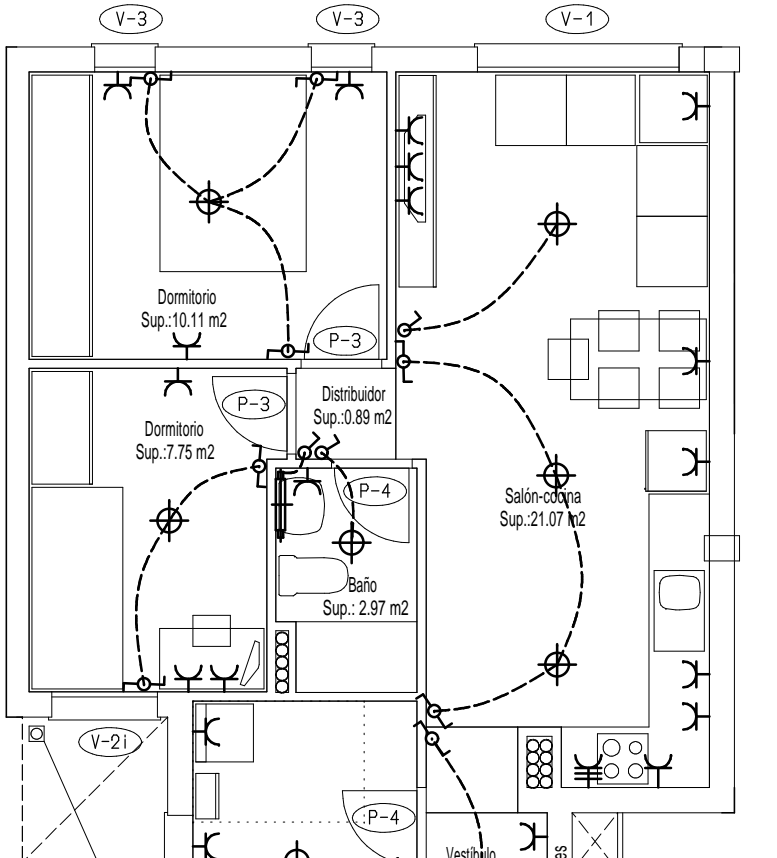 V-3
V-3
V-1
Dormitorio
Sup.:10.11 m2
P-3
P-3
Distribuidor
Sup.:0.89 m2
Dormitorio
Sup.:7.75 m2
P-4
Salón-cocina
Sup.:21.07 m2
Baño
Sup.: 2.97 m2
V-2i
P-4
Vestíbulo
es